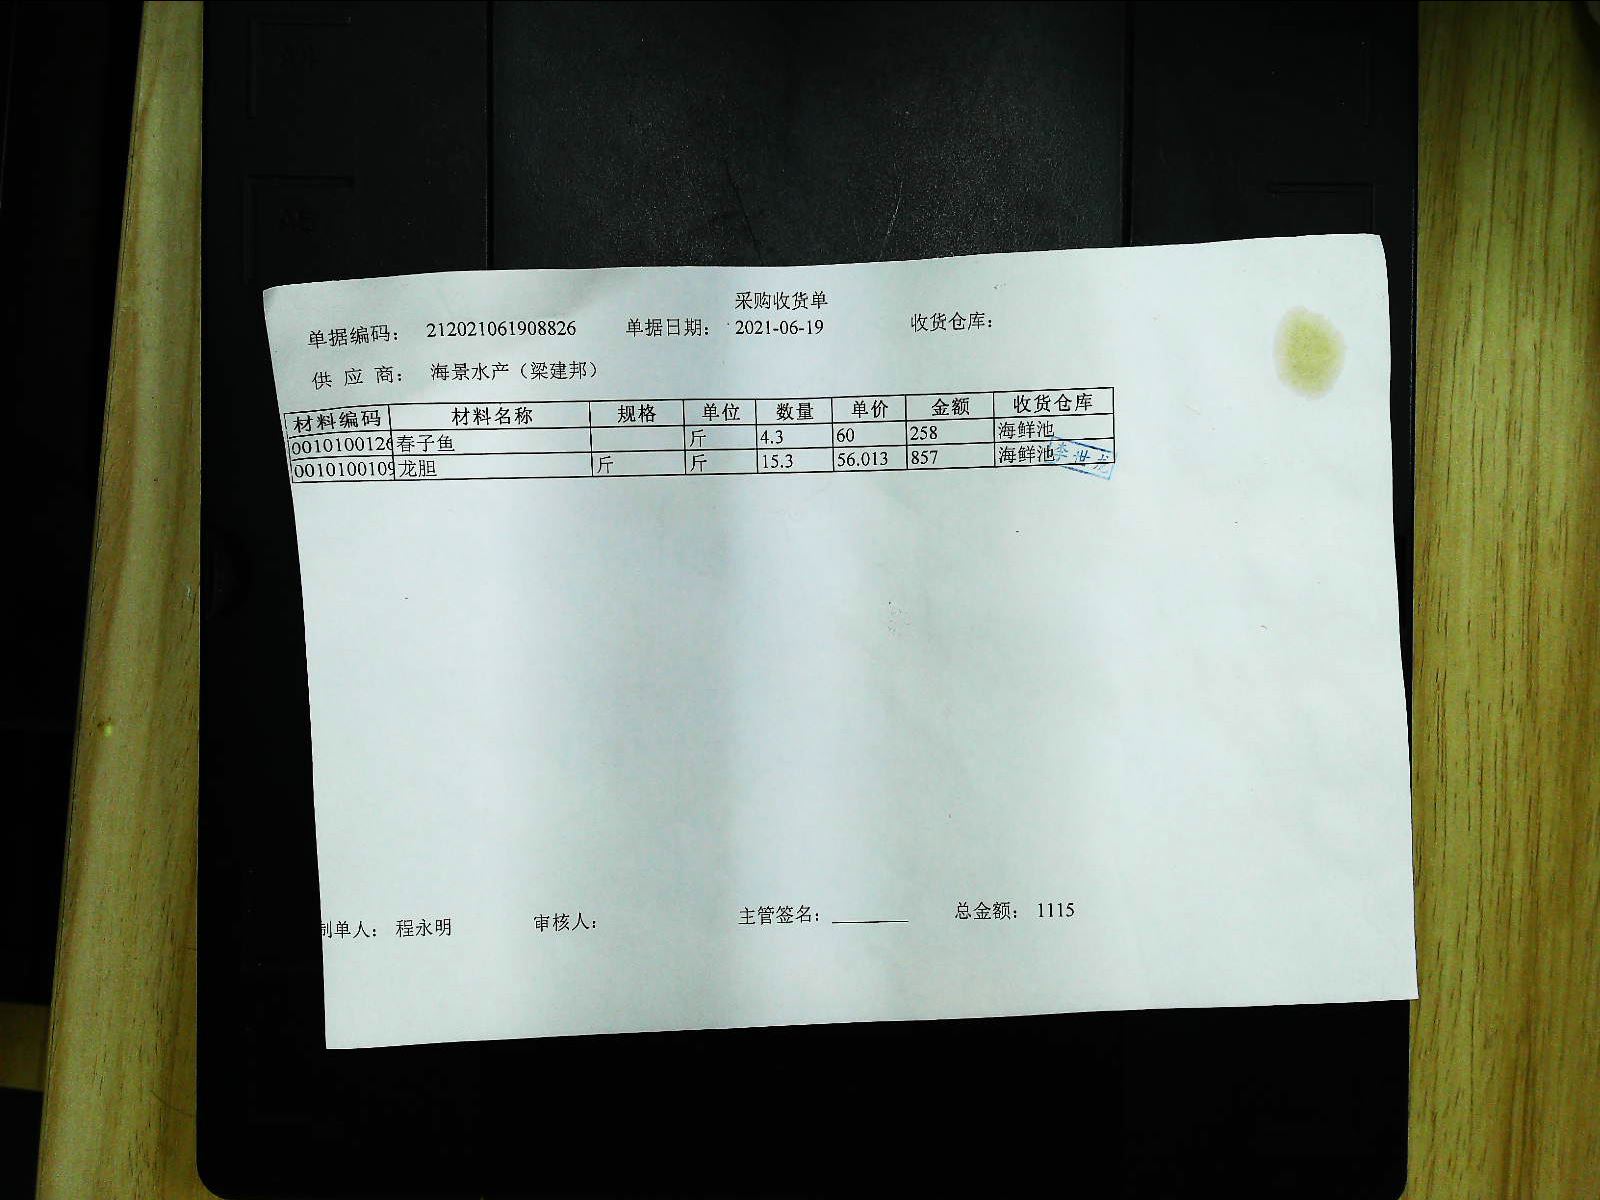 采购收货单
单据编码： 212021061908826 单据日期： 2021-06-19 收货仓库：
供 应 商： 海景水产（梁建邦）
材料编码 材料名称 规格 单位 数量 单价 金额 收货仓库
0010100126 春子鱼 斤 4.3 60 258 海鲜池
0010100109 龙胆 斤 斤 15.3 56.013 857 海鲜池
李世龙
制单人： 程永明 审核人： 主管签名： 总金额： 1115